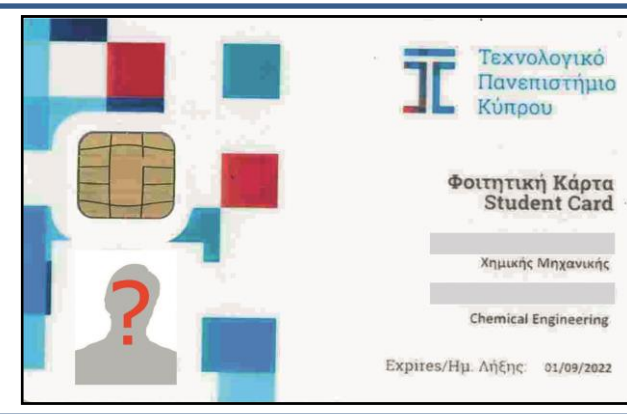 Τεχνολογικό
Πανεπιστήμιο
Κύπρου
Φοιτητική Κάρτα
Student Card
Χημικής Μηχανικής
Chemical Engineering
Expires/Ημ. Λήξης: 01/09/2022
?